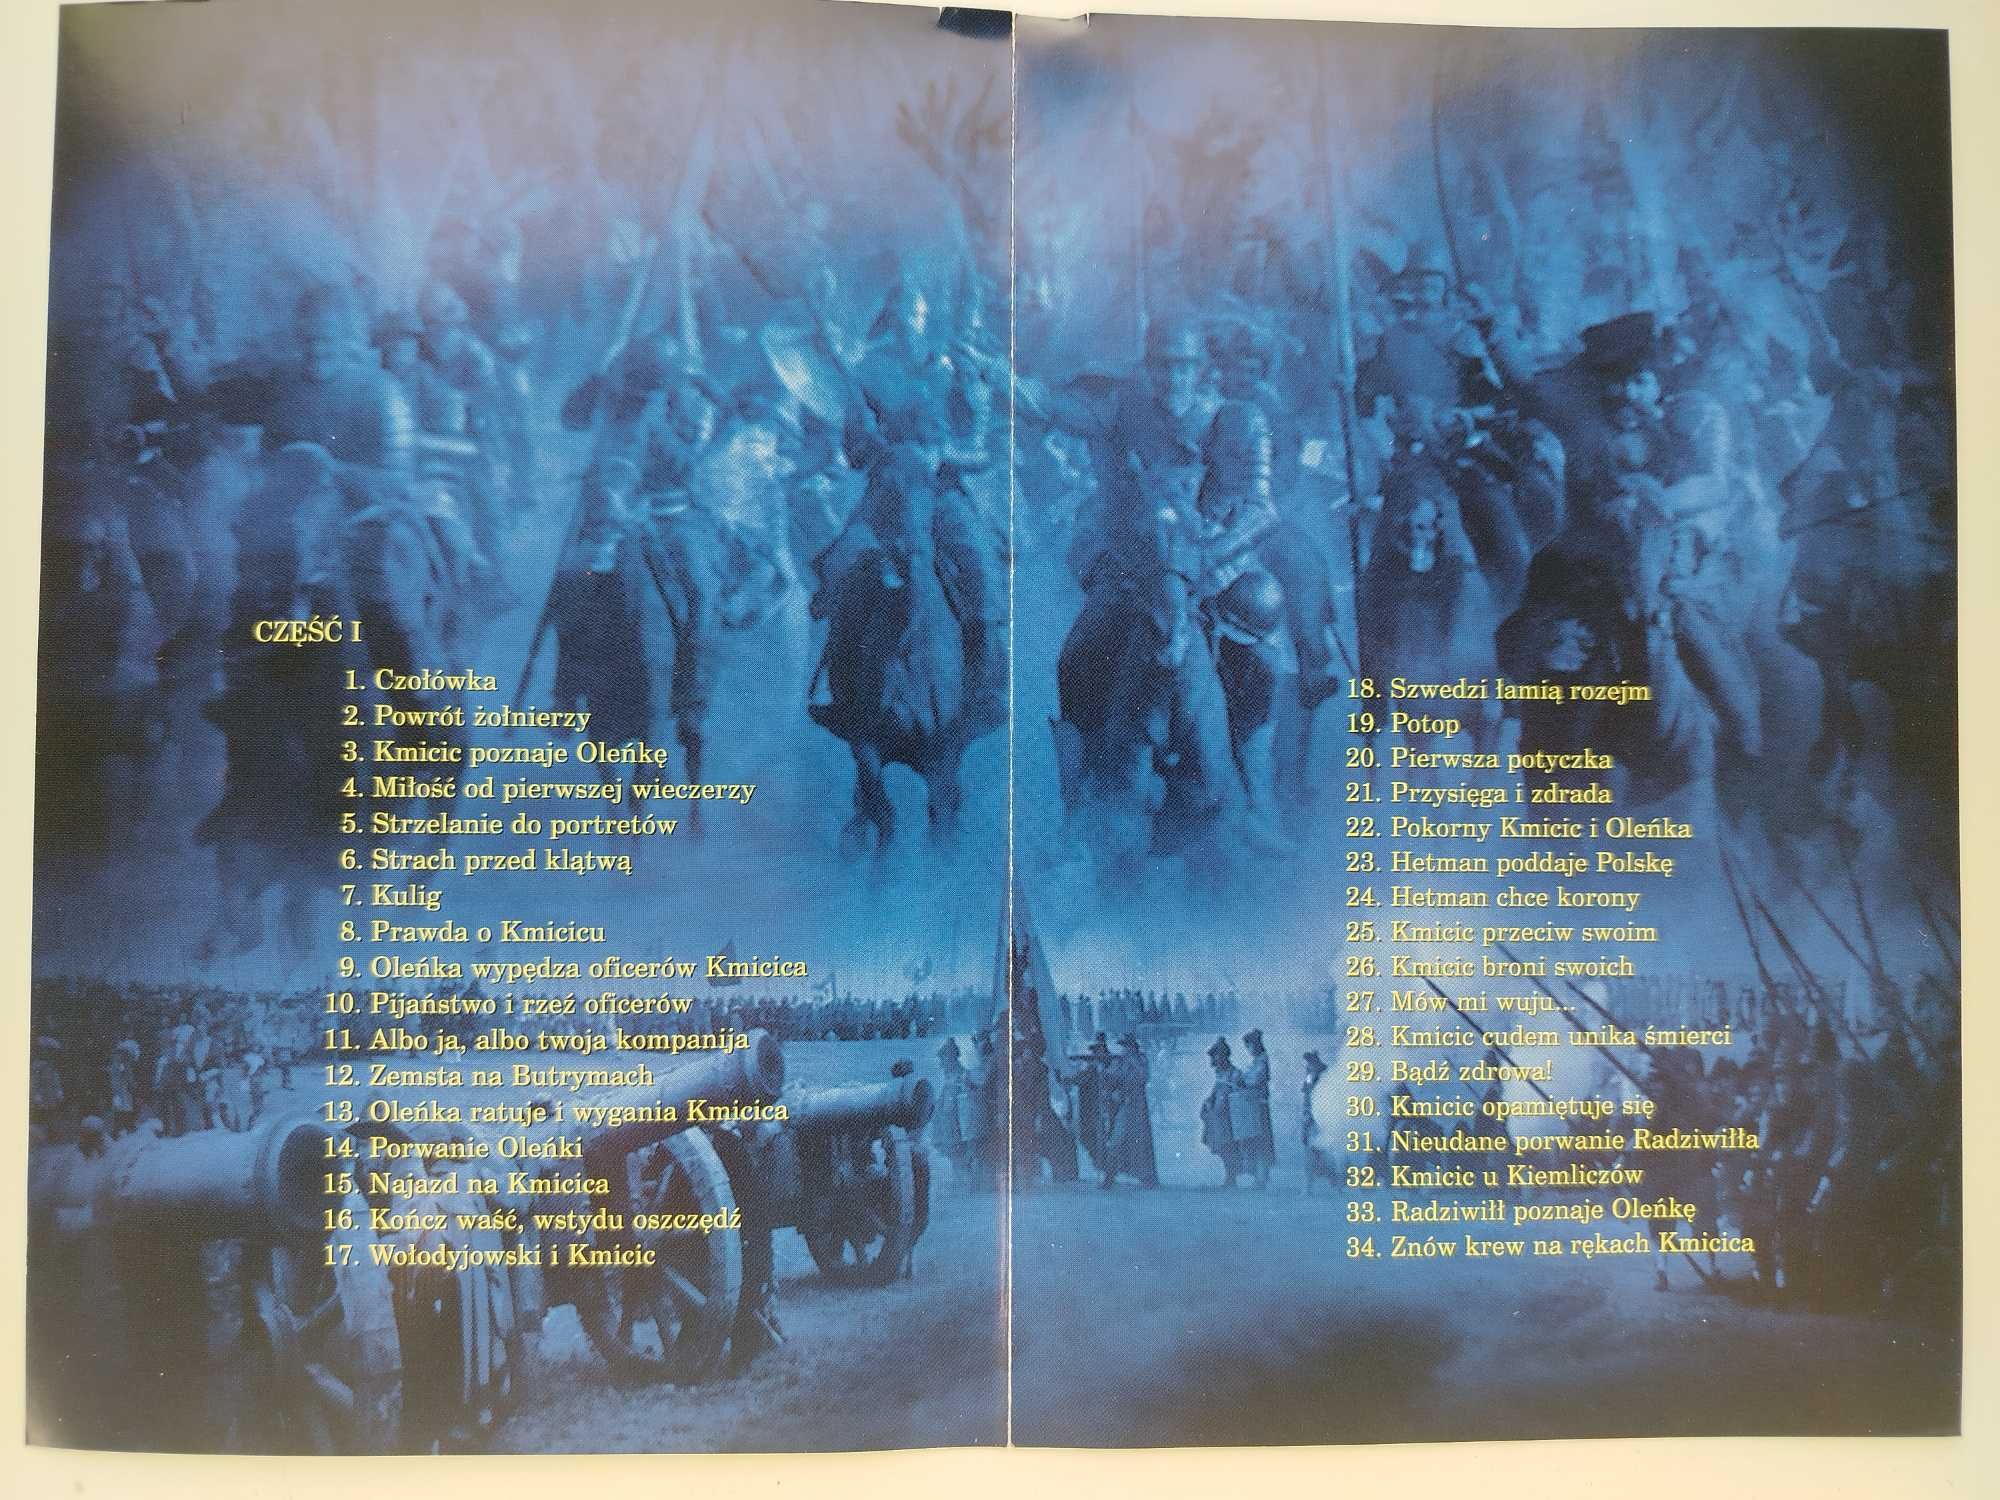 CZĘŚĆ I
1. Czołówka
2. Powrót żołnierzy
3. Kmicic poznaje Oleńkę
4. Miłość od pierwszej wieczerzy
5. Strzelanie do portretów
6. Strach przed klątwą
7. Kulig
8. Prawda o Kmicicu
9. Oleńka wypędza oficerów Kmicica
10. Pijaństwo i rzeź oficerów
11. Albo ja, albo twoja kompanija
12. Zemsta na Butrymach
13. Oleńka ratuje i wygania Kmicica
14. Porwanie Oleńki
15. Najazd na Kmicica
16. Kończ waść, wstydu oszczędź
17. Wołodyjowski i Kmicic
18. Szwedzi łamią rozejm
19. Potop
20. Pierwsza potyczka
21. Przysięga i zdrada
22. Pokorny Kmicic i Oleńka
23. Hetman poddaje Polskę
24. Hetman chce korony
25. Kmicic przeciw swoim
26. Kmicic broni swoich
27. Mów mi wuju...
28. Kmicic cudem unika śmierci
29. Bądź zdrowa!
30. Kmicic opamiętuje się
31. Nieudane porwanie Radziwiłła
32. Kmicic u Kiemliczów
33. Radziwiłł poznaje Oleńkę
34. Znów krew na rękach Kmicica